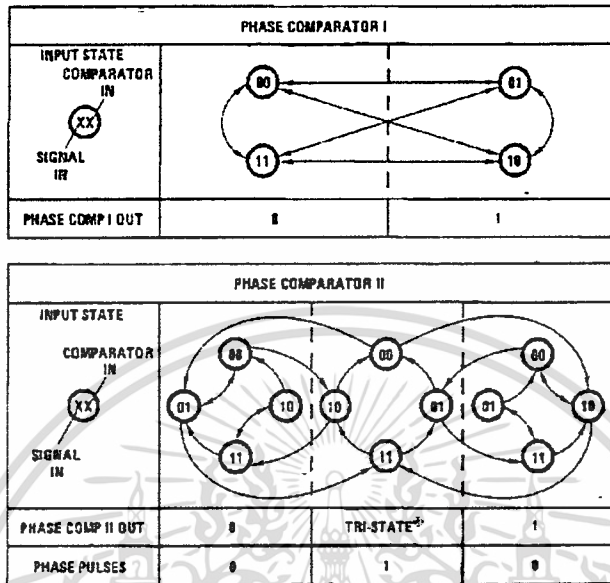 PHASE COMPARATOR I
INPUT STATE
COMPARATOR
IN
XX
SIGNAL
IN
00
01
11
10
PHASE COMP I OUT
0
1
PHASE COMPARATOR II
INPUT STATE
COMPARATOR
IN
XX
SIGNAL
IN
00
00
00
01
10
10
01
01
10
11
11
11
PHASE COMP II OUT
0
TRI-STATE
1
PHASE PULSES
0
1
0